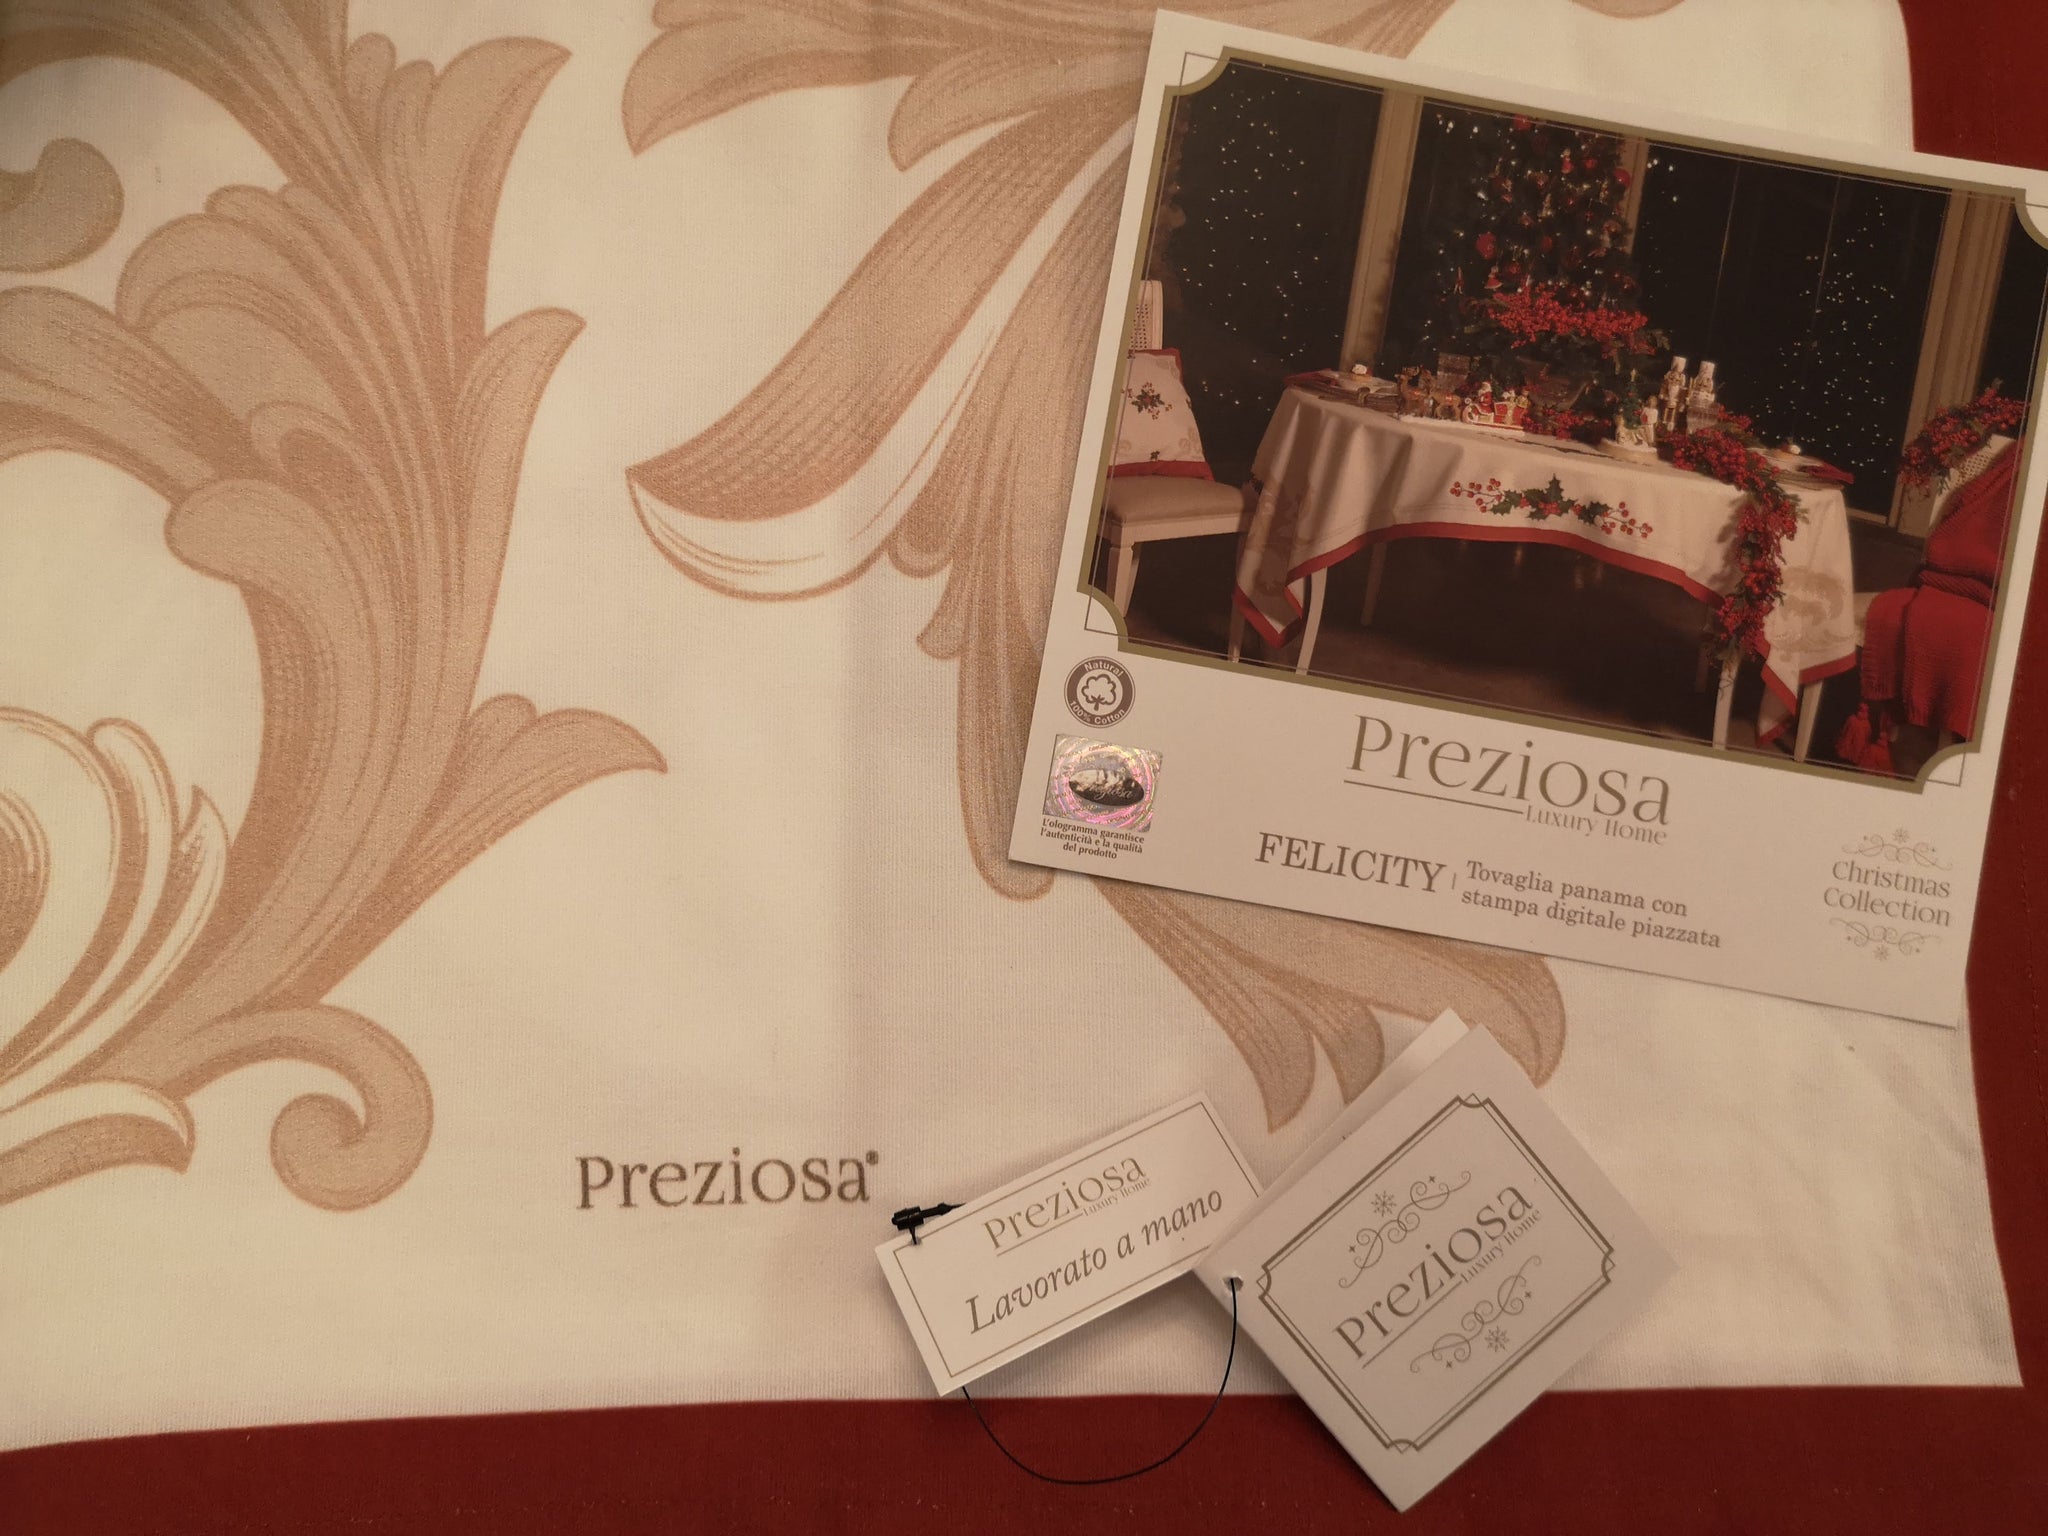 Natural
100% Cotton
L'ologramma garantisce
l'autenticità e la qualità
del prodotto
Preziosa
Luxury Home
FELICITY | Tovaglia panama con
stampa digitale piazzata
Christmas
Collection
Preziosa®
Preziosa
Luxury Home
Lavorato a mano
Preziosa
Luxury Home